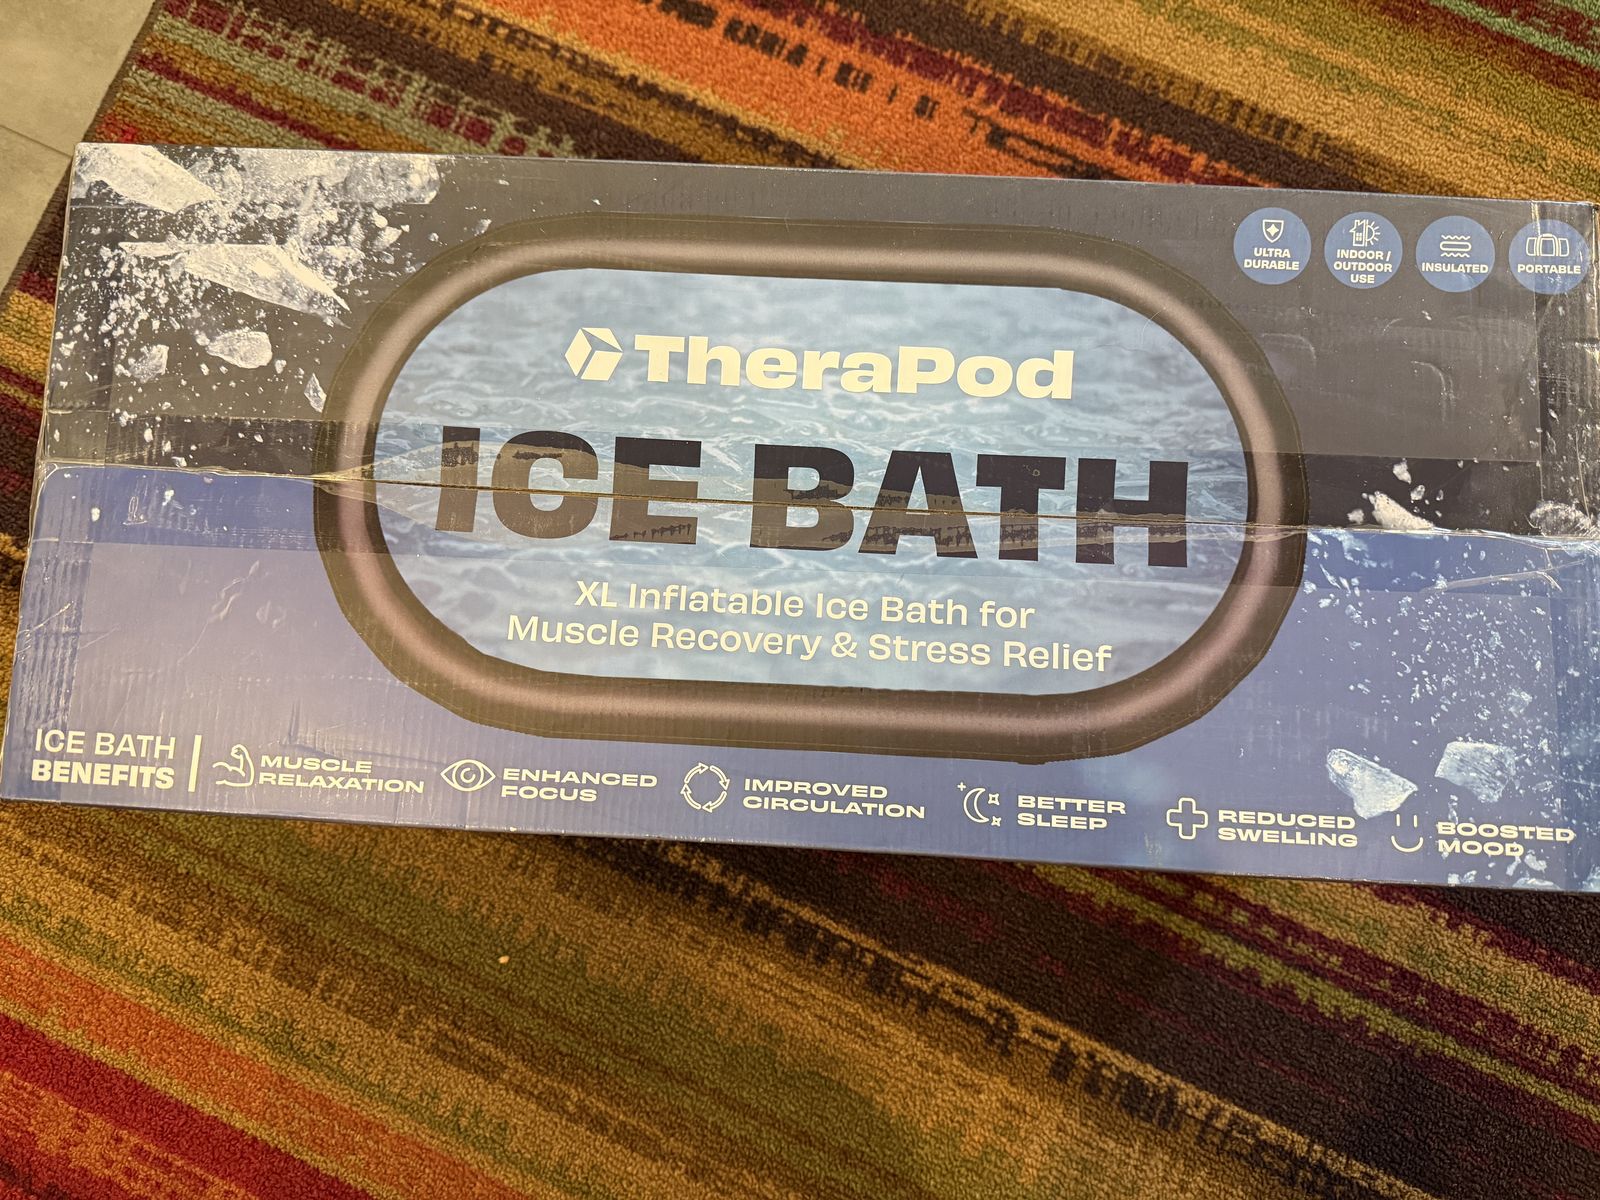 ULTRA
DURABLE
INDOOR /
OUTDOOR
USE
INSULATED
PORTABLE
TheraPod
ICE BATH
XL Inflatable Ice Bath for
Muscle Recovery & Stress Relief
ICE BATH
BENEFITS
MUSCLE
RELAXATION
ENHANCED
FOCUS
IMPROVED
CIRCULATION
BETTER
SLEEP
REDUCED
SWELLING
BOOSTED
MOOD